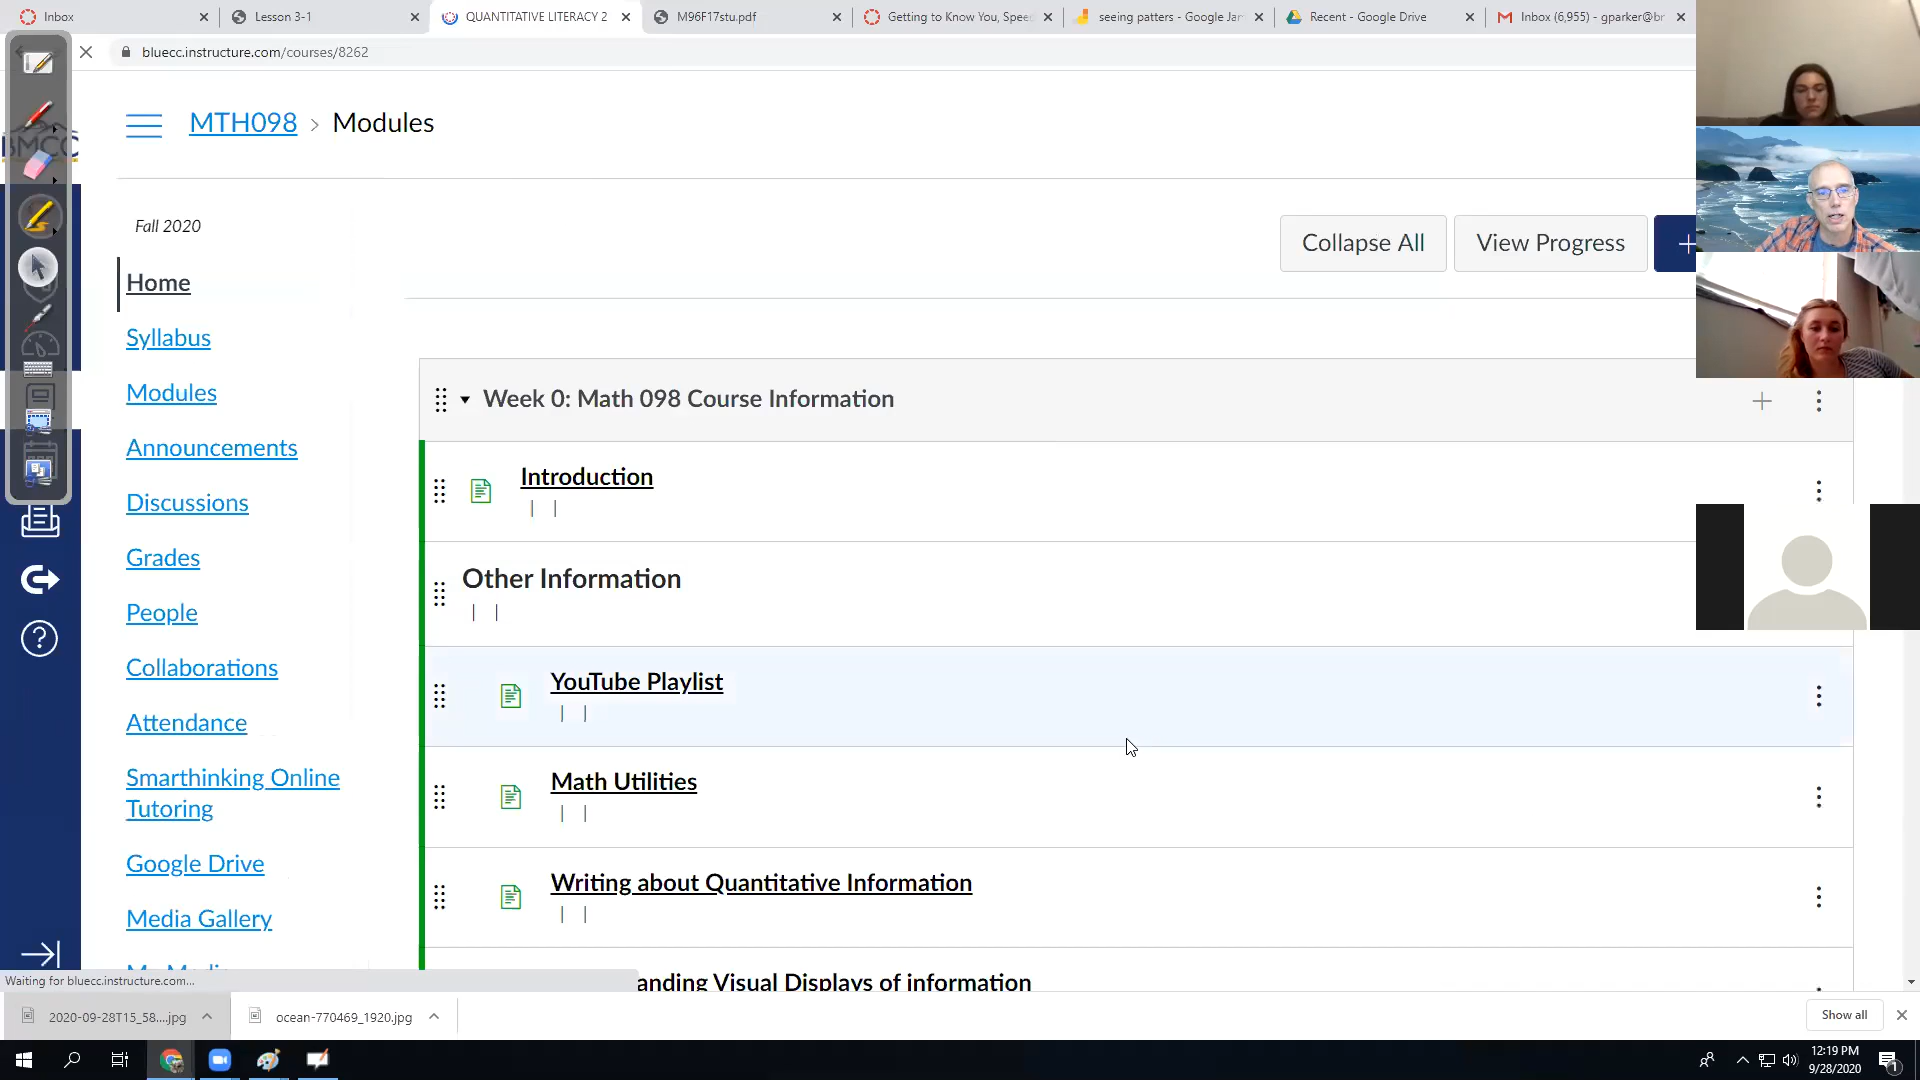 Inbox
Lesson 3-1
QUANTITATIVE LITERACY 2
M96F17stu.pdf
Getting to Know You, Spee
seeing patters - Google Jam
Recent - Google Drive
Inbox (6,955) - gparker@b
bluecc.instructure.com/courses/8262
BMCC
MTH098 > Modules
Fall 2020
Collapse All
View Progress
+
Home
Syllabus
Modules
Announcements
Discussions
Grades
People
Collaborations
Attendance
Smarthinking Online
Tutoring
Google Drive
Media Gallery
Week 0: Math 098 Course Information
Introduction
| |
Other Information
| |
YouTube Playlist
| |
Math Utilities
| |
Writing about Quantitative Information
| |
anding Visual Displays of information
Waiting for bluecc.instructure.com...
2020-09-28T15_58....jpg
ocean-770469_1920.jpg
Show all
12:19 PM
9/28/2020
1